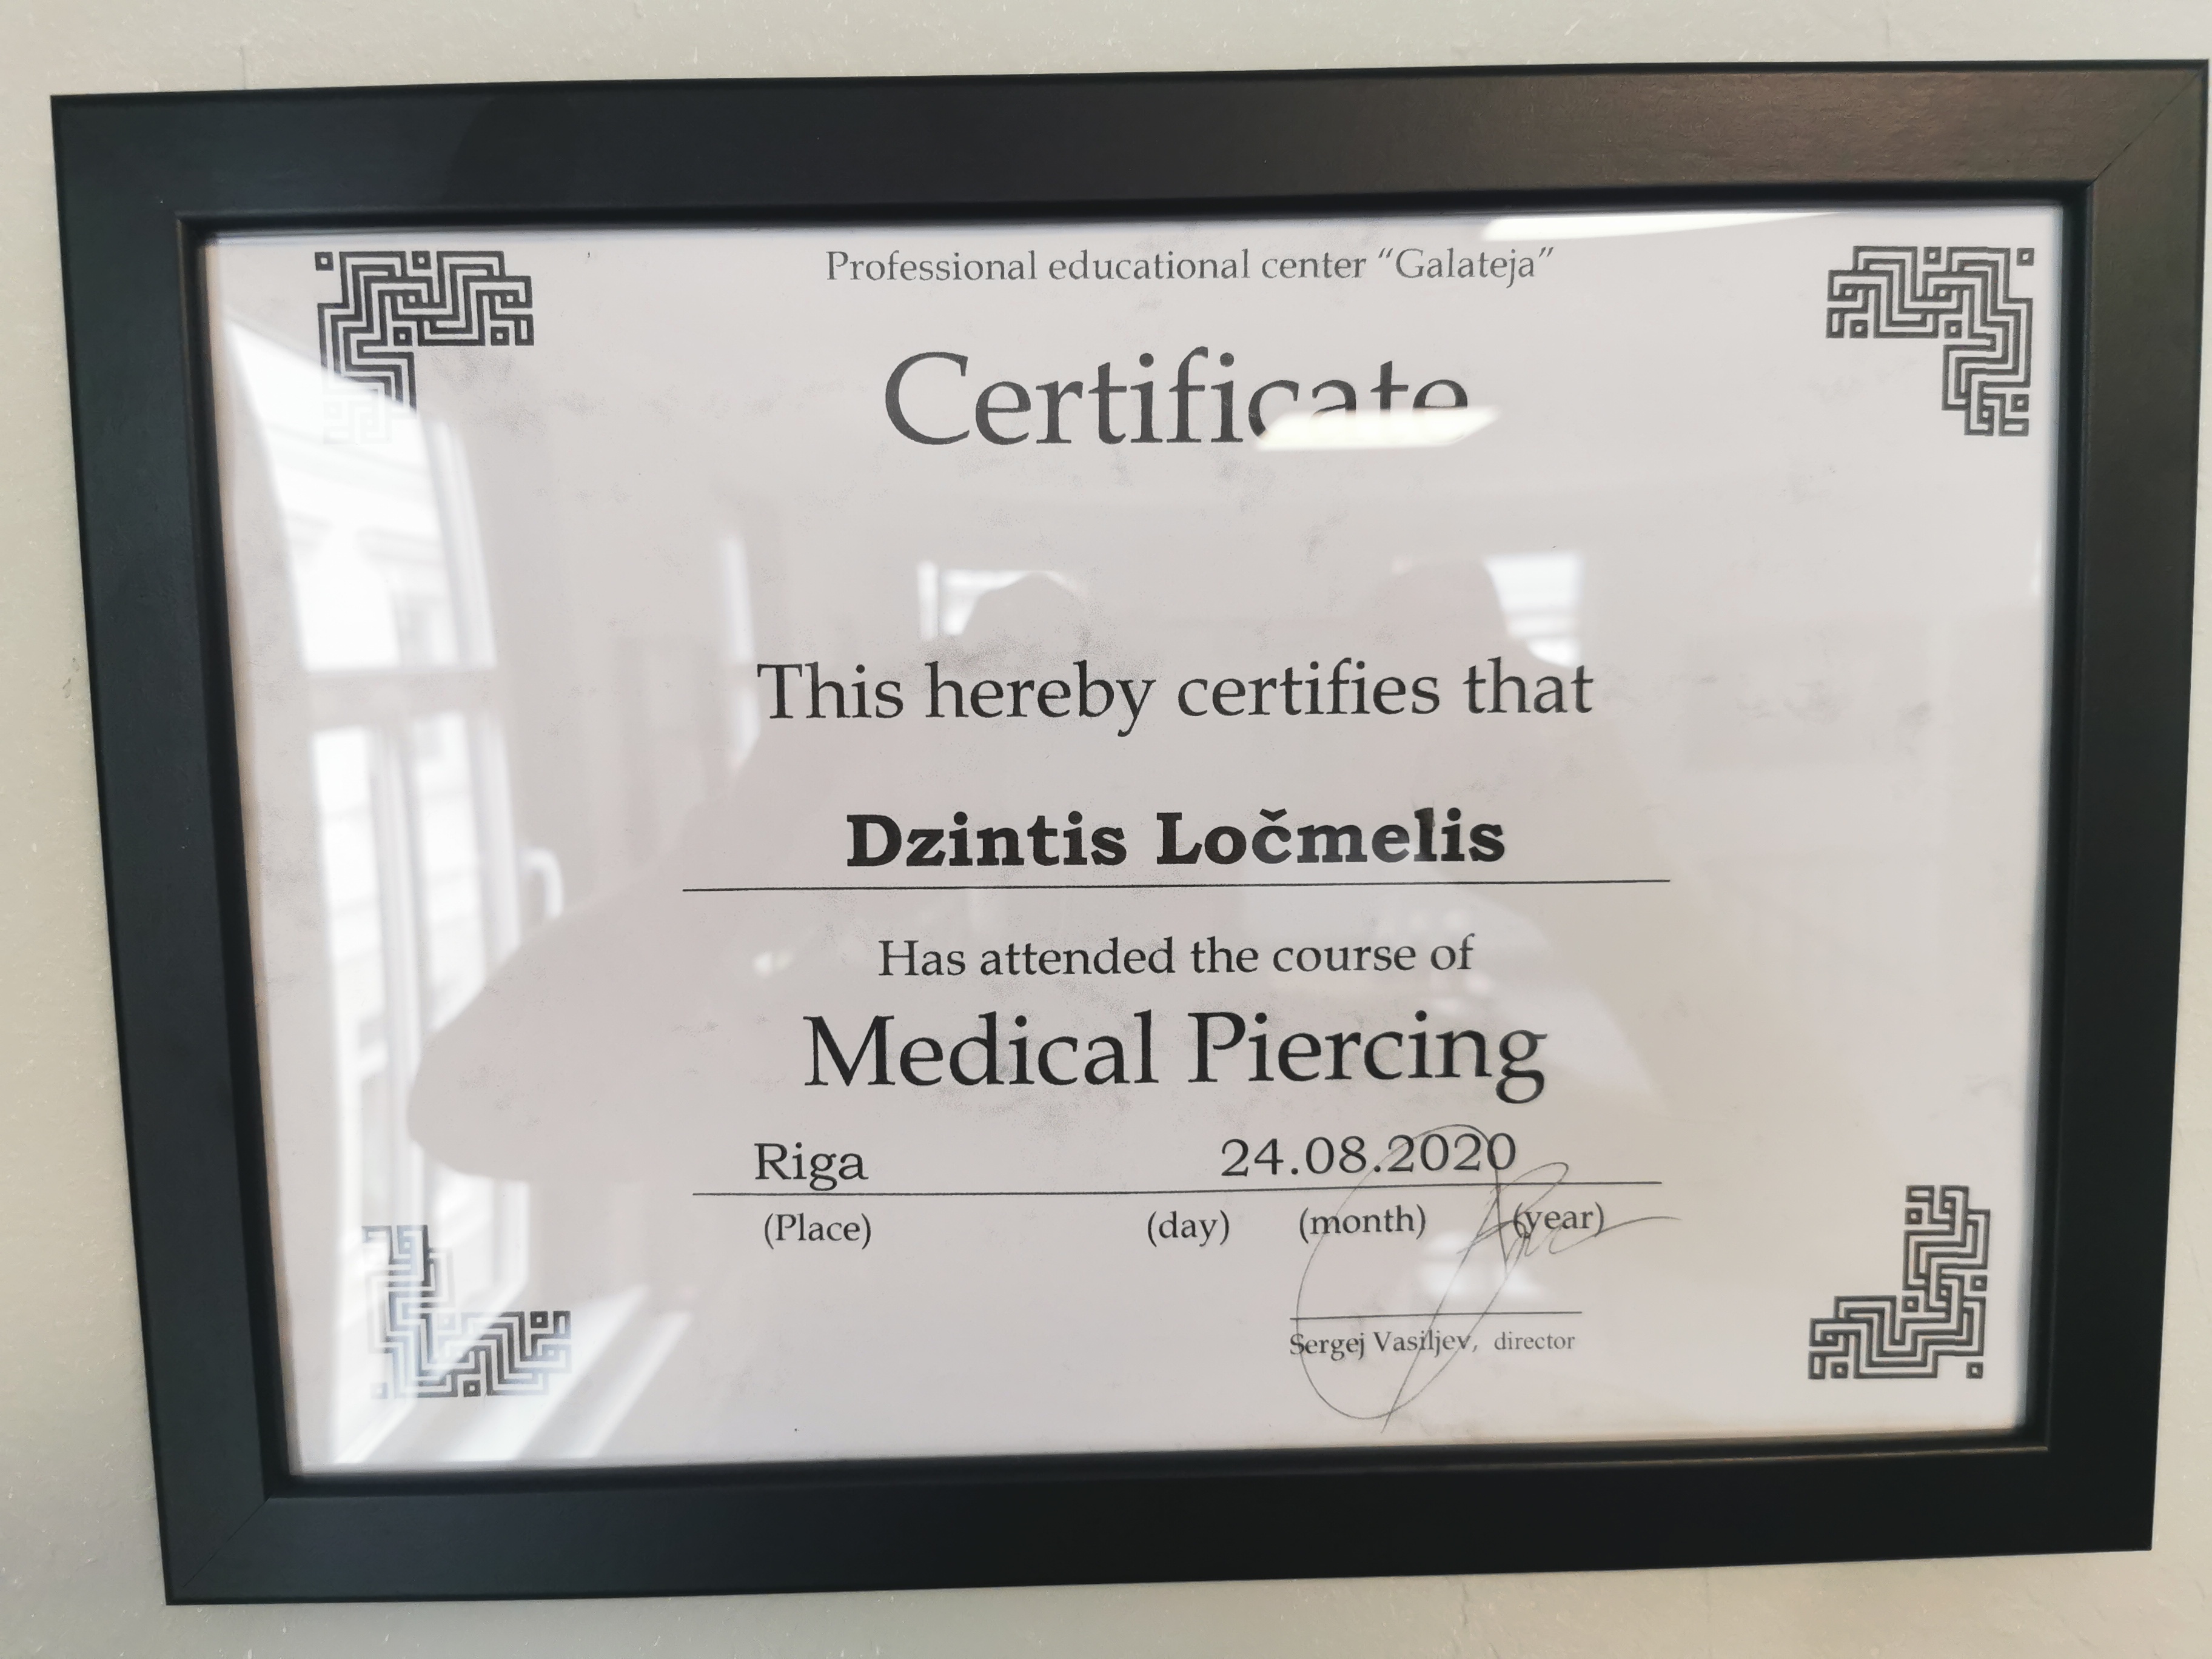 Professional educational center “Galateja”
Certificate
This hereby certifies that
Dzintis Ločmelis
Has attended the course of
Medical Piercing
Riga 24.08.2020
(Place) (day) (month) (year)
Sergej Vasiljev, director